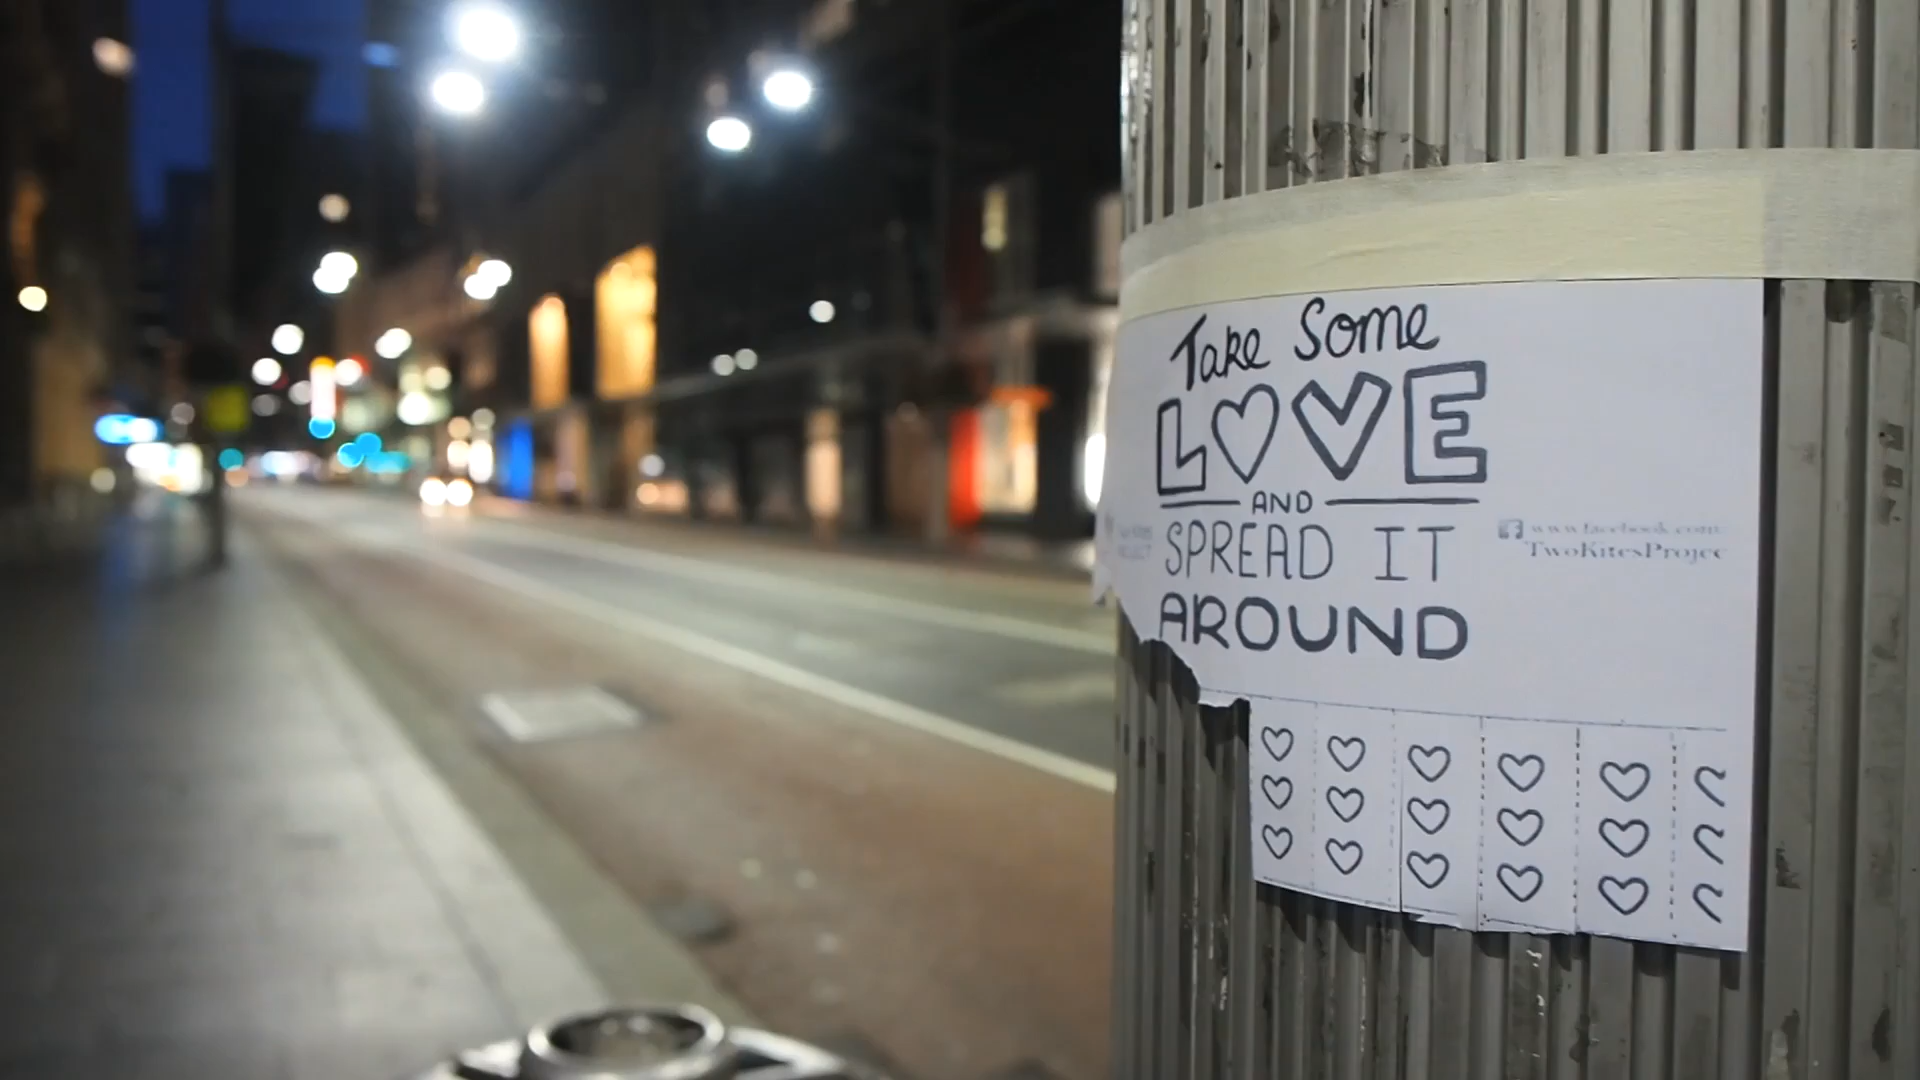 Take Some
LOVE
AND
SPREAD IT
AROUND
www.facebook.com
TwoKitesProjec